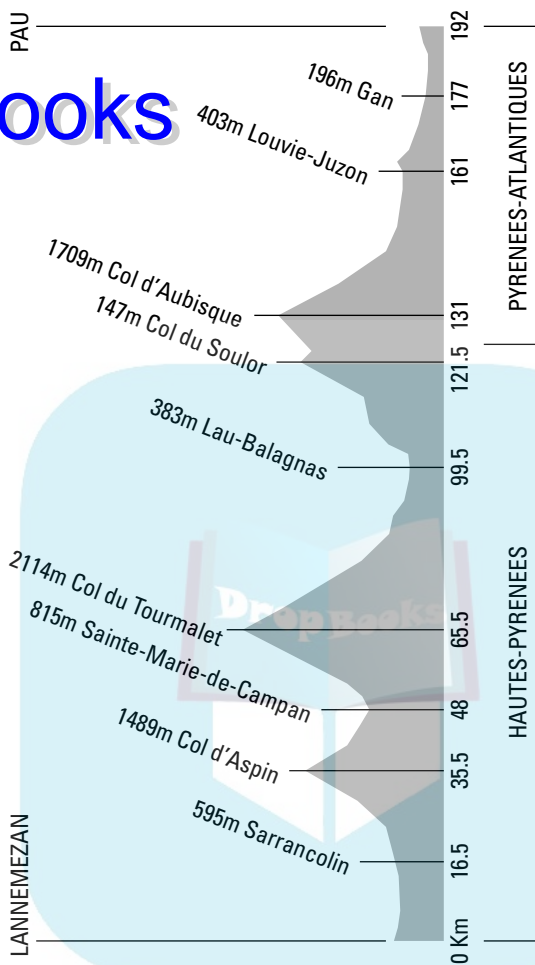 PAU
192
ooks
196m Gan
177
403m Louvie-Juzon
161
PYRENEES-ATLANTIQUES
1709m Col d'Aubisque
131
147m Col du Soulor
121.5
383m Lau-Balagnas
99.5
DropBooks
2114m Col du Tourmalet
65.5
815m Sainte-Marie-de-Campan
48
HAUTES-PYRENEES
1489m Col d'Aspin
35.5
595m Sarrancolin
16.5
LANNEMEZAN
0 Km